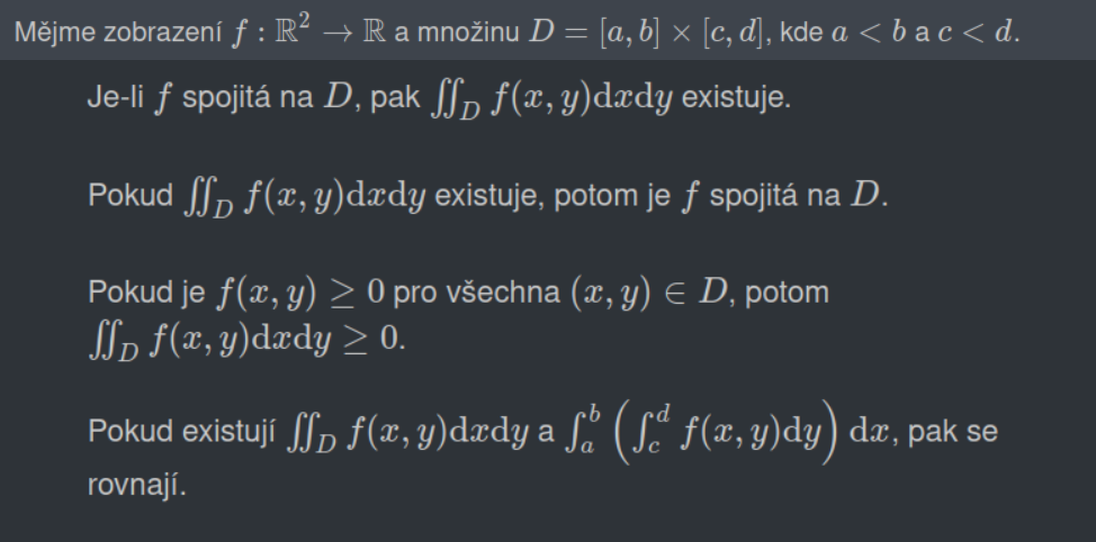 Mějme zobrazení $f : \mathbb{R}^2 \to \mathbb{R}$ a množinu $D = [a, b] \times [c, d]$, kde $a < b$ a $c < d$.
Je-li $f$ spojitá na $D$, pak $\iint_D f(x, y)\mathrm{d}x\mathrm{d}y$ existuje.
Pokud $\iint_D f(x, y)\mathrm{d}x\mathrm{d}y$ existuje, potom je $f$ spojitá na $D$.
Pokud je $f(x, y) \geq 0$ pro všechna $(x, y) \in D$, potom
$\iint_D f(x, y)\mathrm{d}x\mathrm{d}y \geq 0$.
Pokud existují $\iint_D f(x, y)\mathrm{d}x\mathrm{d}y$ a $\int_a^b \left( \int_c^d f(x, y)\mathrm{d}y \right) \mathrm{d}x$, pak se
rovnají.